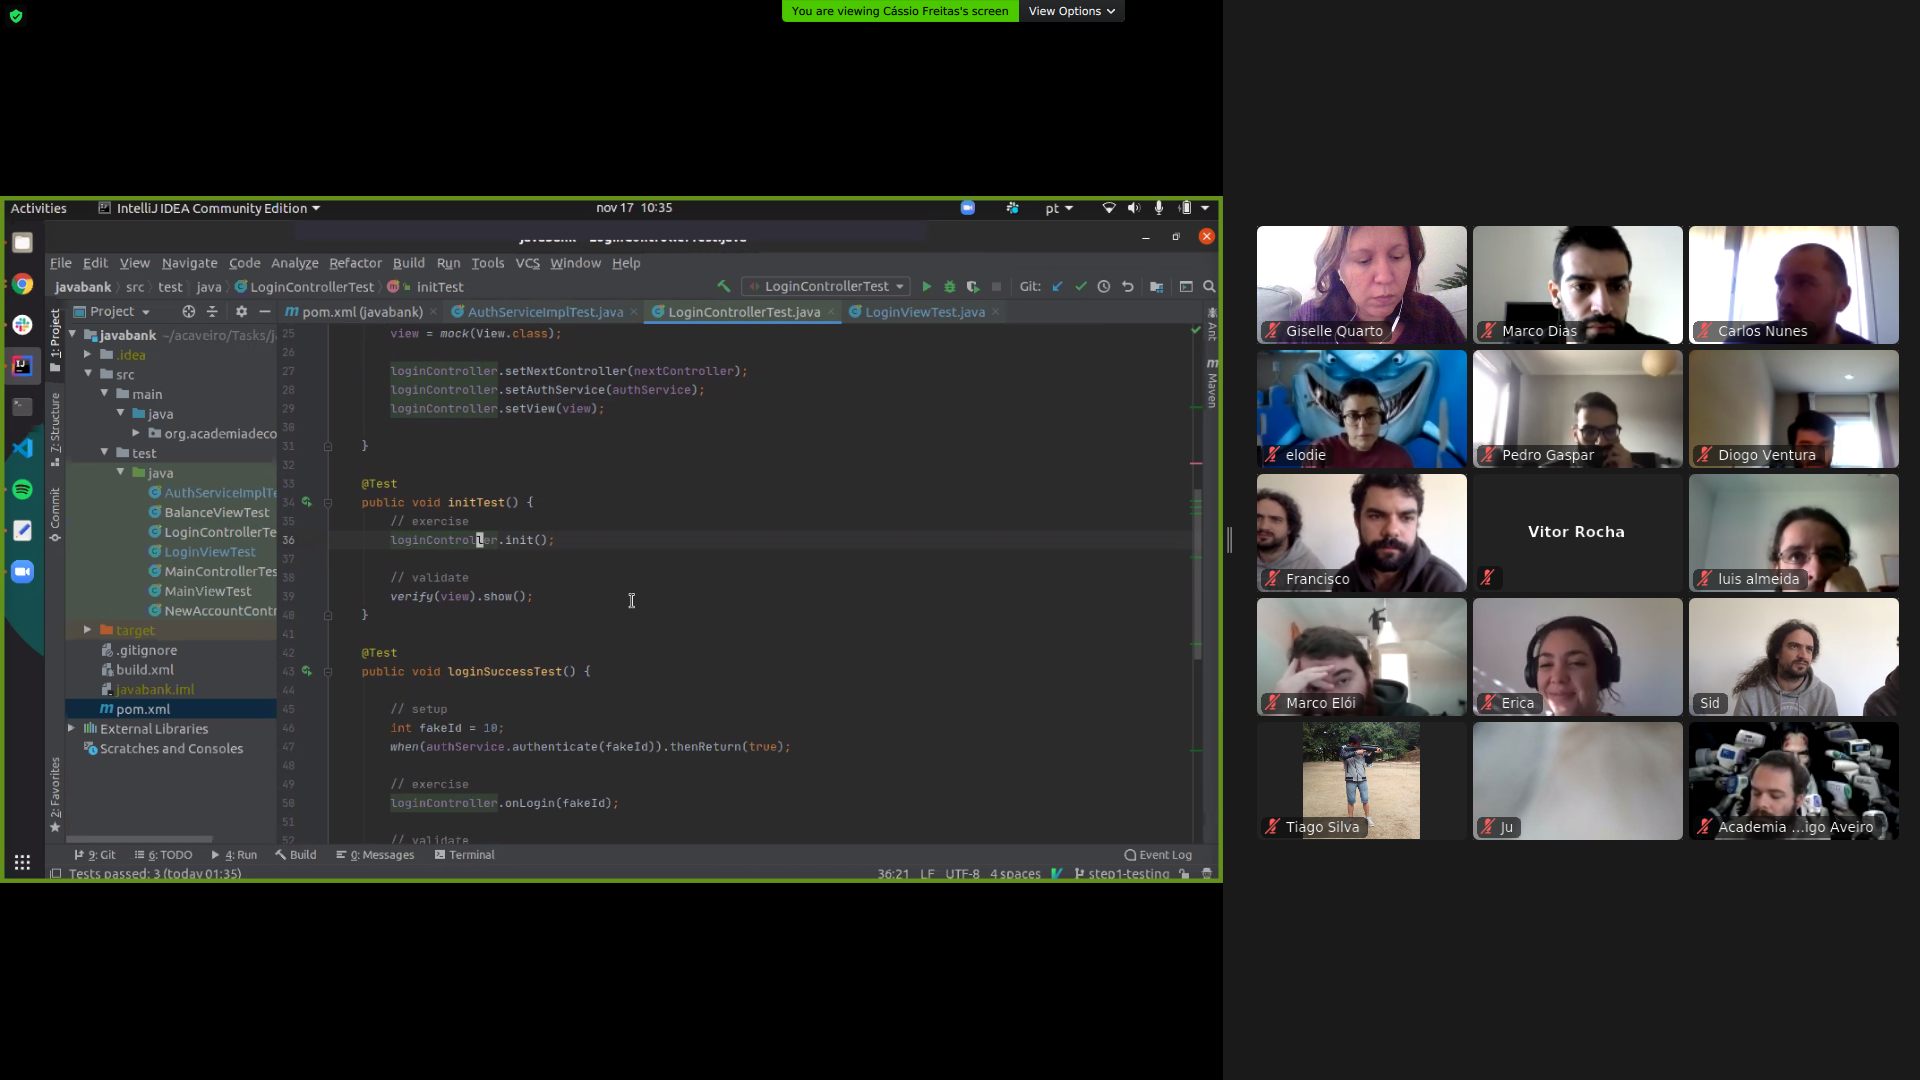 You are viewing Cássio Freitas's screen View Options
Activities IntelliJ IDEA Community Edition nov 17 10:35 pt
javabank - LoginControllerTest.java
File Edit View Navigate Code Analyze Refactor Build Run Tools VCS Window Help
javabank src test java LoginControllerTest initTest LoginControllerTest Git:
Project pom.xml (javabank) AuthServiceImplTest.java LoginControllerTest.java LoginViewTest.java
1: Project
7: Structure
Commit
2: Favorites
Ant
Maven
javabank ~/acaveiro/Tasks/j
.idea
src
main
java
org.academiadeco
test
java
AuthServiceImplTe
BalanceViewTest
LoginControllerTe
LoginViewTest
MainControllerTes
MainViewTest
NewAccountContr
target
.gitignore
build.xml
javabank.iml
pom.xml
External Libraries
Scratches and Consoles
25 view = mock(View.class);
26
27 loginController.setNextController(nextController);
28 loginController.setAuthService(authService);
29 loginController.setView(view);
30
31 }
32
33 @Test
34 public void initTest() {
35 // exercise
36 loginController.init();
37
38 // validate
39 verify(view).show();
40 }
41
42 @Test
43 public void loginSuccessTest() {
44
45 // setup
46 int fakeId = 10;
47 when(authService.authenticate(fakeId)).thenReturn(true);
48
49 // exercise
50 loginController.onLogin(fakeId);
51
52 // validate
9: Git 6: TODO 4: Run Build 0: Messages Terminal Event Log
Tests passed: 3 (today 01:35) 36:21 LF UTF-8 4 spaces step1-testing
Giselle Quarto
Marco Dias
Carlos Nunes
elodie
Pedro Gaspar
Diogo Ventura
Francisco
Vitor Rocha
luis almeida
Marco Elói
Erica
Sid
Tiago Silva
Ju
Academia ...igo Aveiro